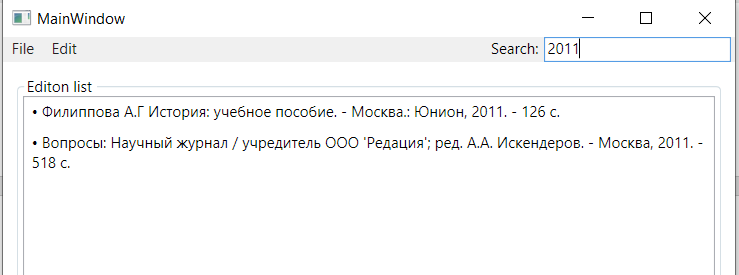 MainWindow
File Edit Search: 2011
Editon list
• Филиппова А.Г История: учебное пособие. - Москва.: Юнион, 2011. - 126 с.
• Вопросы: Научный журнал / учредитель ООО 'Редация'; ред. А.А. Искендеров. - Москва, 2011. -
518 с.